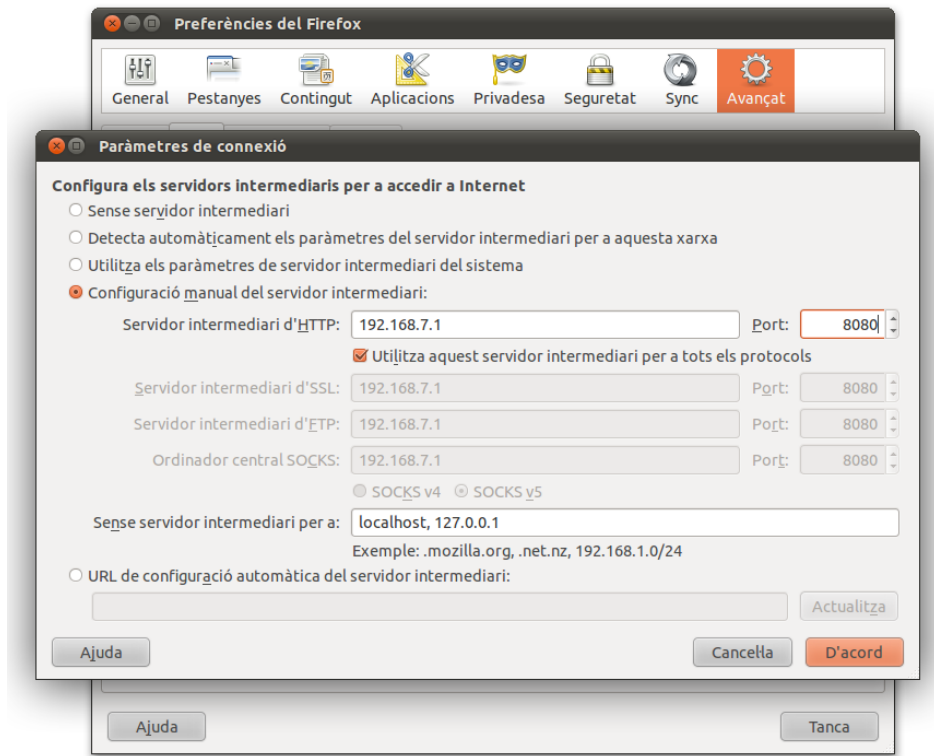 Preferències del Firefox
General Pestanyes Contingut Aplicacions Privadesa Seguretat Sync Avançat
Paràmetres de connexió
Configura els servidors intermediaris per a accedir a Internet
Sense servidor intermediari
Detecta automàticament els paràmetres del servidor intermediari per a aquesta xarxa
Utilitza els paràmetres de servidor intermediari del sistema
Configuració manual del servidor intermediari:
Servidor intermediari d'HTTP: 192.168.7.1 Port: 8080
Utilitza aquest servidor intermediari per a tots els protocols
Servidor intermediari d'SSL: 192.168.7.1 Port: 8080
Servidor intermediari d'FTP: 192.168.7.1 Port: 8080
Ordinador central SOCKS: 192.168.7.1 Port: 8080
SOCKS v4 SOCKS v5
Sense servidor intermediari per a: localhost, 127.0.0.1
Exemple: .mozilla.org, .net.nz, 192.168.1.0/24
URL de configuració automàtica del servidor intermediari:
Actualitza
Ajuda Cancel·la D'acord
Ajuda Tanca